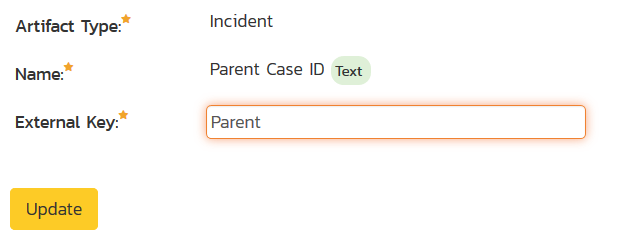 Artifact Type: Incident
Name: Parent Case ID Text
External Key: Parent
Update